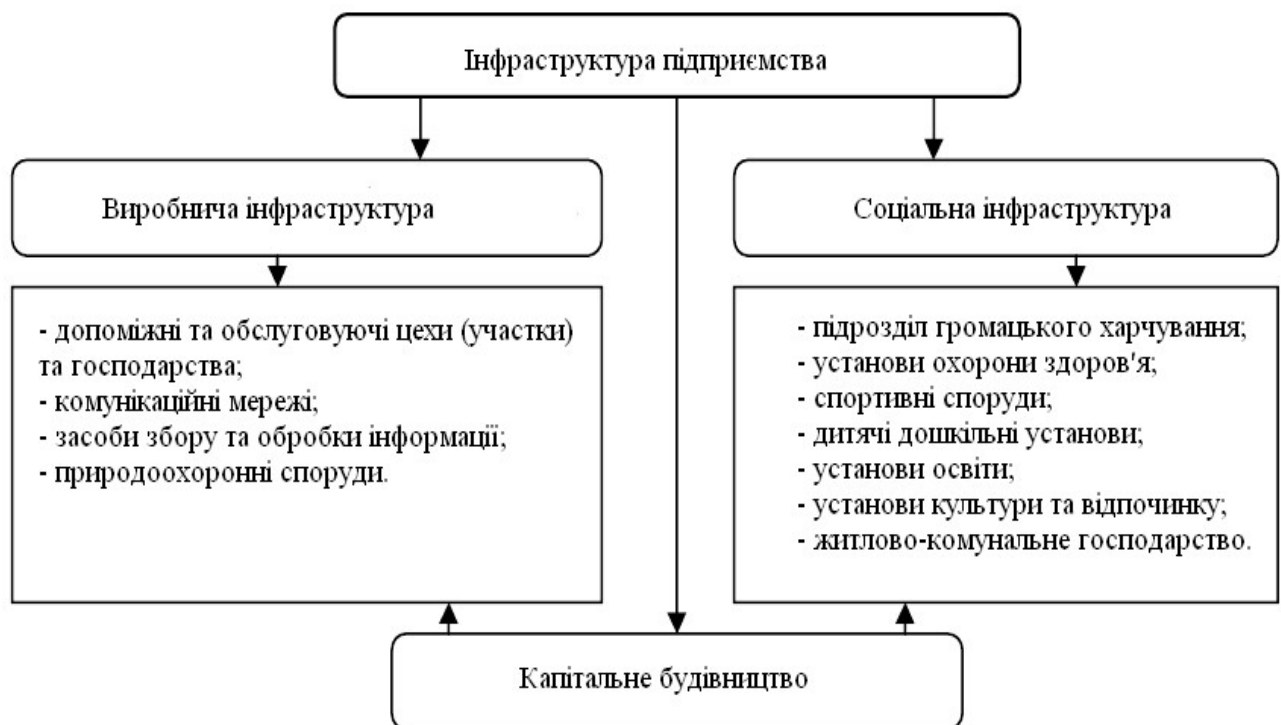 Інфраструктура підприємства
Виробнича інфраструктура
Соціальна інфраструктура
- допоміжні та обслуговуючі цехи (участки)
та господарства;
- комунікаційні мережі;
- засоби збору та обробки інформації;
- природоохоронні споруди.
- підрозділ громацького харчування;
- установи охорони здоров'я;
- спортивні споруди;
- дитячі дошкільні установи;
- установи освіти;
- установи культури та відпочинку;
- житлово-комунальне господарство.
Капітальне будівництво